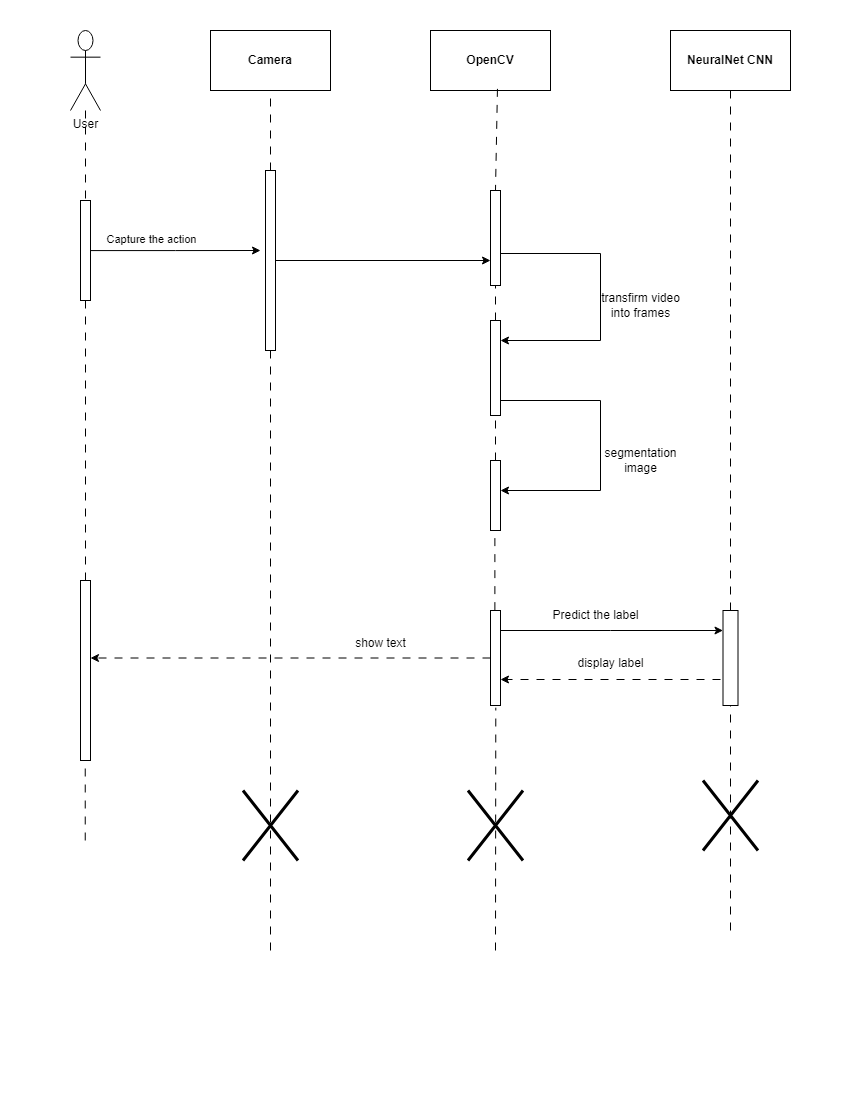 Camera
OpenCV
NeuralNet CNN
User
Capture the action
transfirm video
into frames
segmentation
image
Predict the label
show text
display label